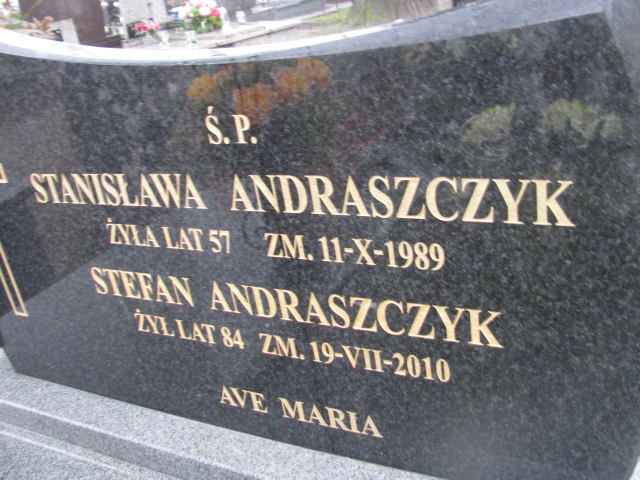 Ś.P.
STANISŁAWA ANDRASZCZYK
ŻYŁA LAT 57 ZM. 11-X-1989
STEFAN ANDRASZCZYK
ŻYŁ LAT 84 ZM. 19-VII-2010
AVE MARIA